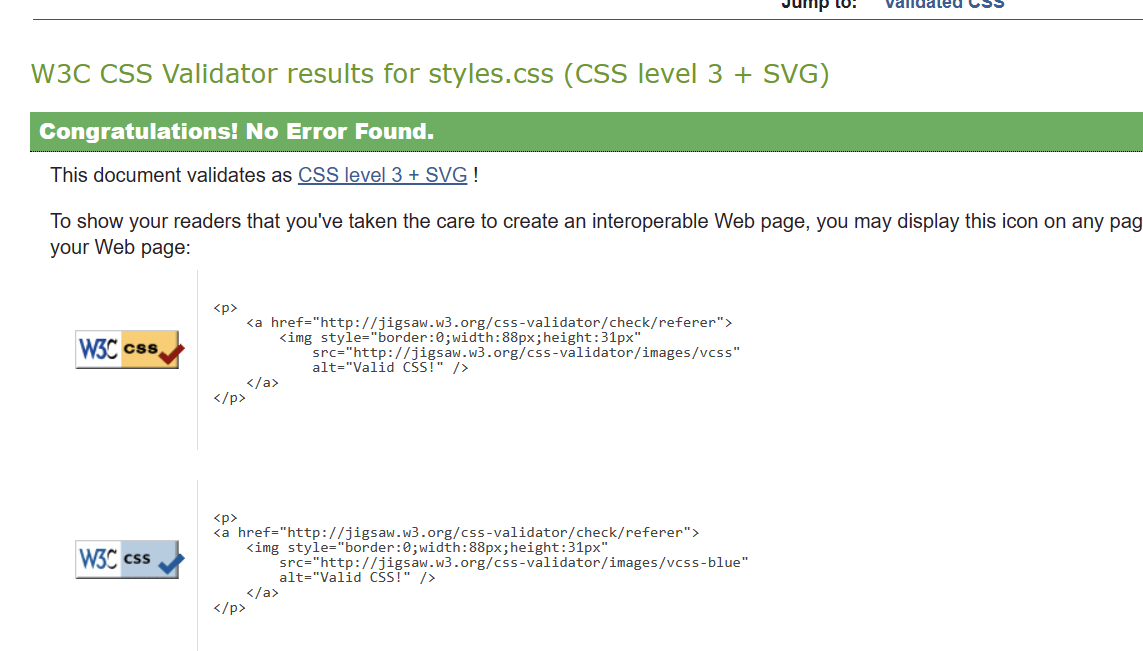 Jump to: Validated CSS
W3C CSS Validator results for styles.css (CSS level 3 + SVG)
Congratulations! No Error Found.
This document validates as CSS level 3 + SVG !
To show your readers that you've taken the care to create an interoperable Web page, you may display this icon on any pag
your Web page:
W3C css
<p>
    <a href="http://jigsaw.w3.org/css-validator/check/referer">
        <img style="border:0;width:88px;height:31px"
            src="http://jigsaw.w3.org/css-validator/images/vcss"
            alt="Valid CSS!" />
    </a>
</p>
W3C css
<p>
<a href="http://jigsaw.w3.org/css-validator/check/referer">
    <img style="border:0;width:88px;height:31px"
        src="http://jigsaw.w3.org/css-validator/images/vcss-blue"
        alt="Valid CSS!" />
    </a>
</p>